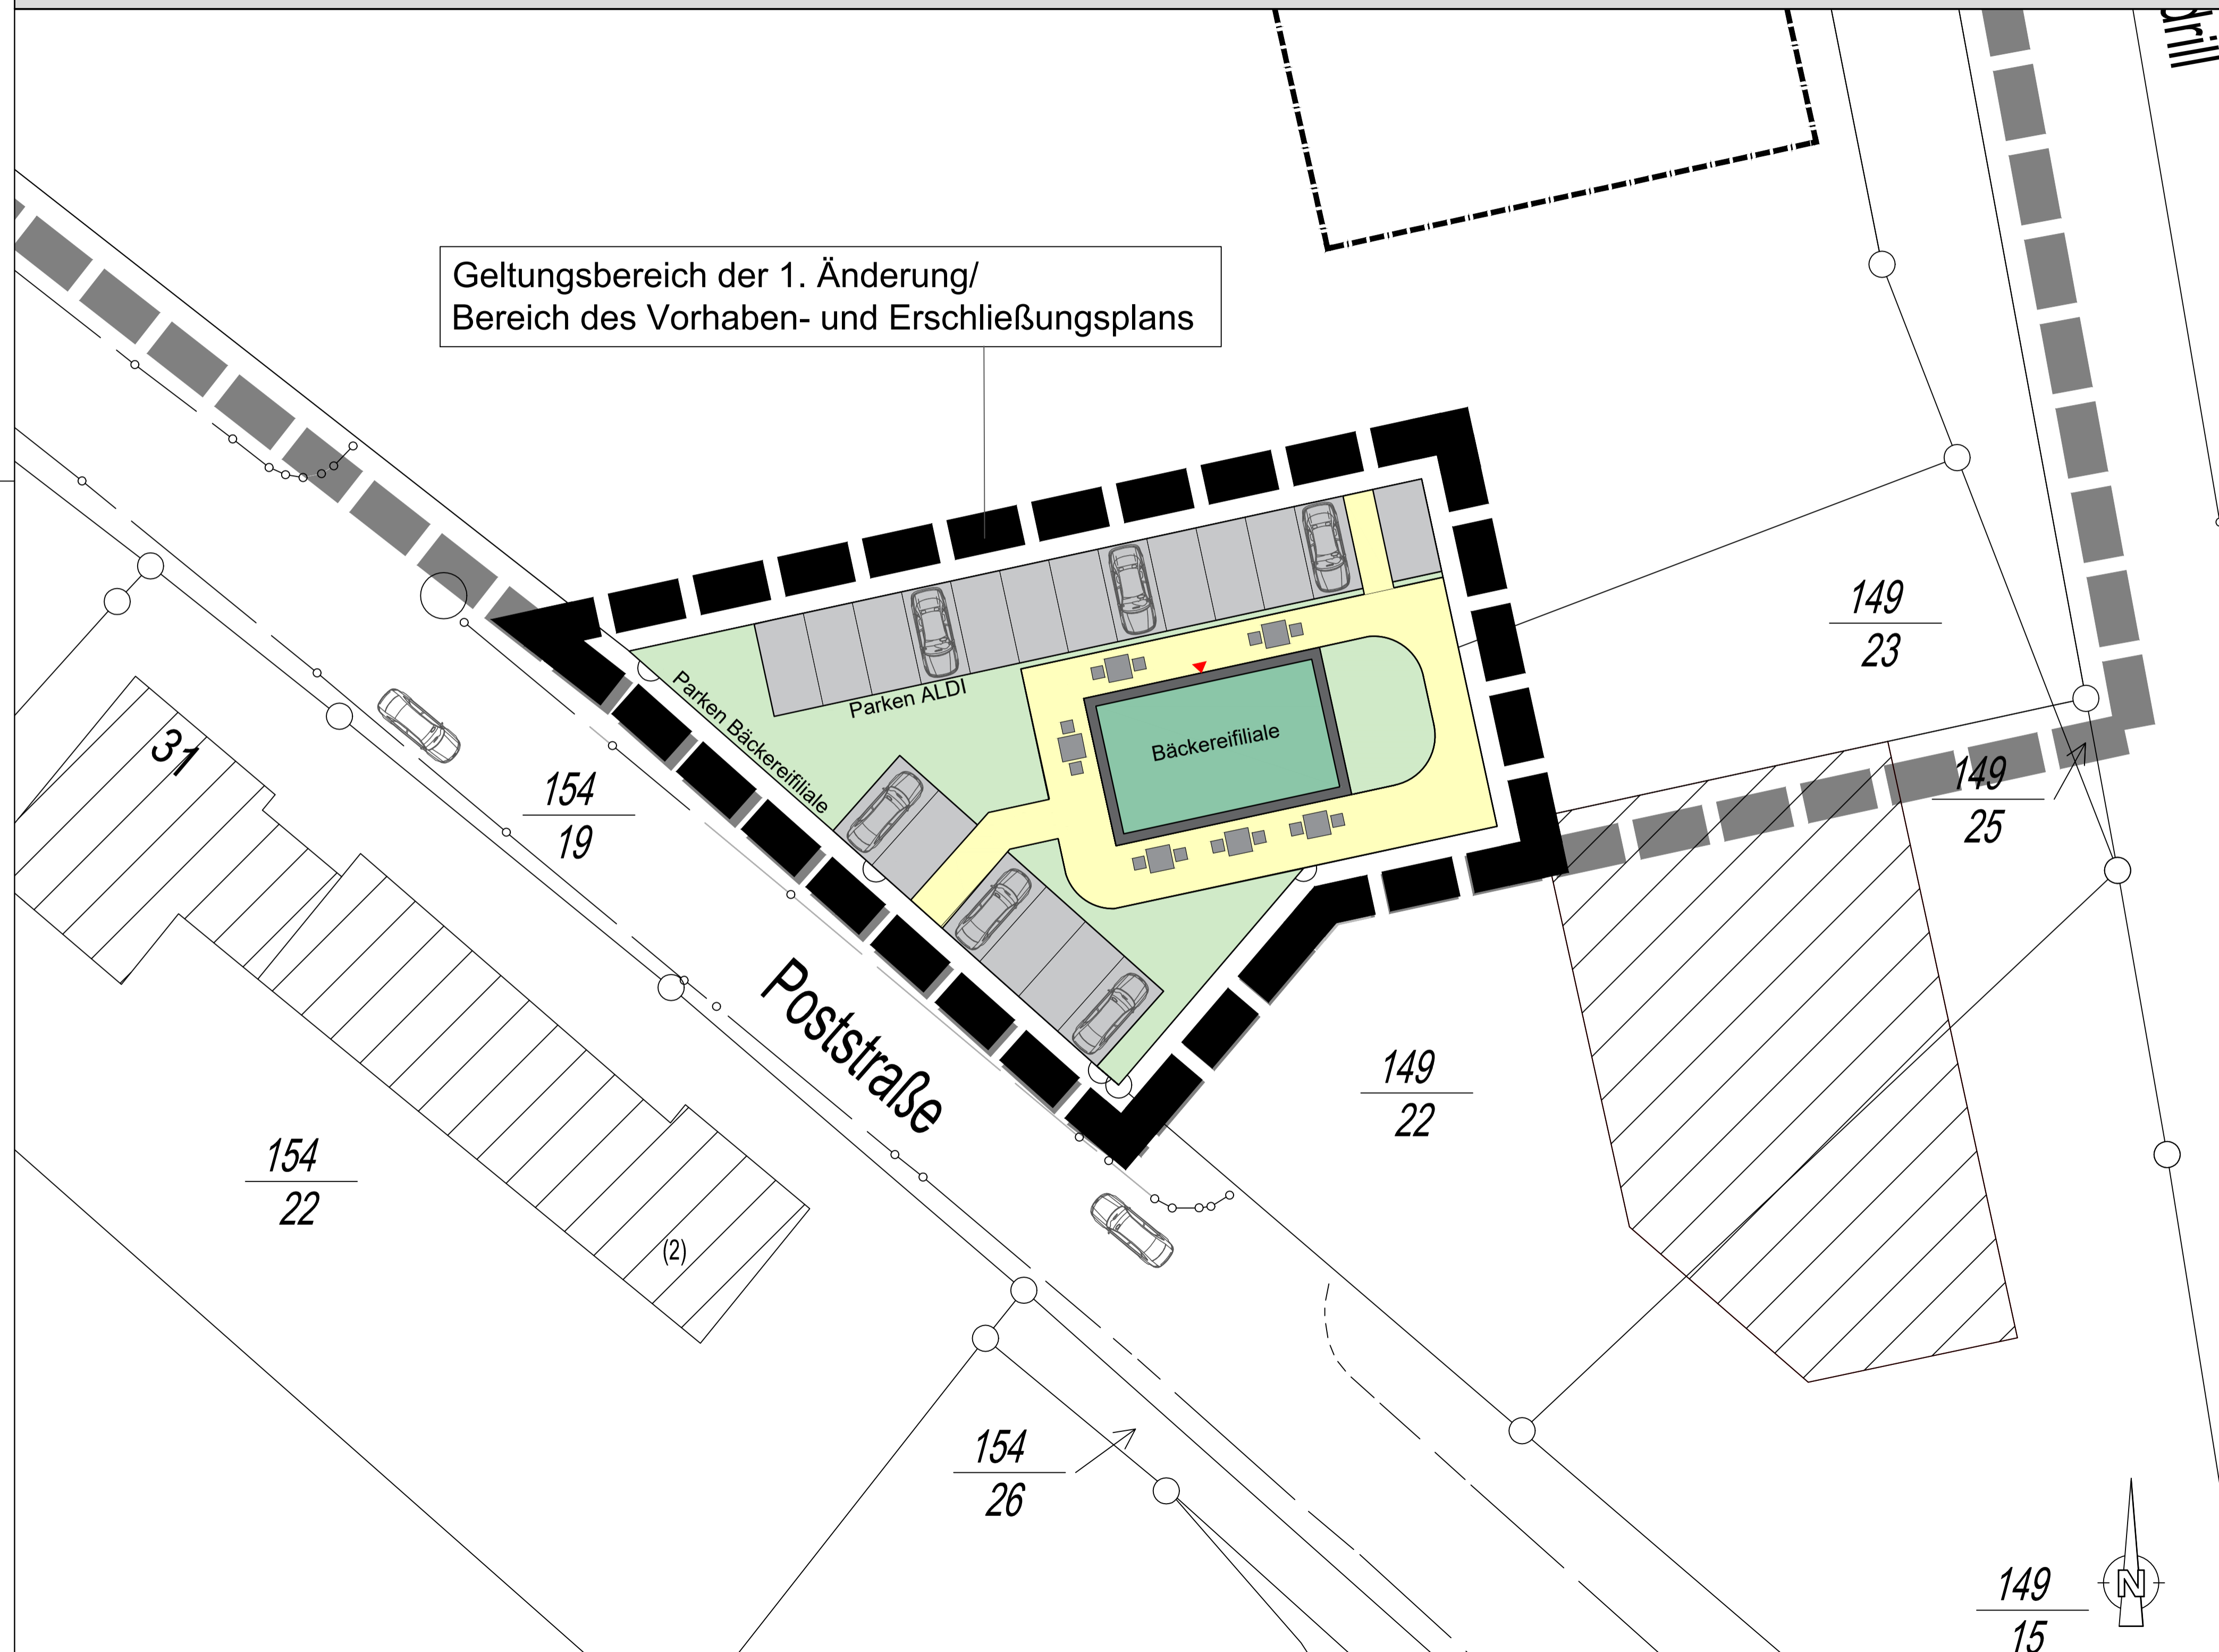 Geltungsbereich der 1. Änderung/
Bereich des Vorhaben- und Erschließungsplans
149
23
Parken ALDI
Parken Bäckereifiliale
Bäckereifiliale
31
154
19
149
25
Poststraße
149
22
154
22
(2)
154
26
149
15
N